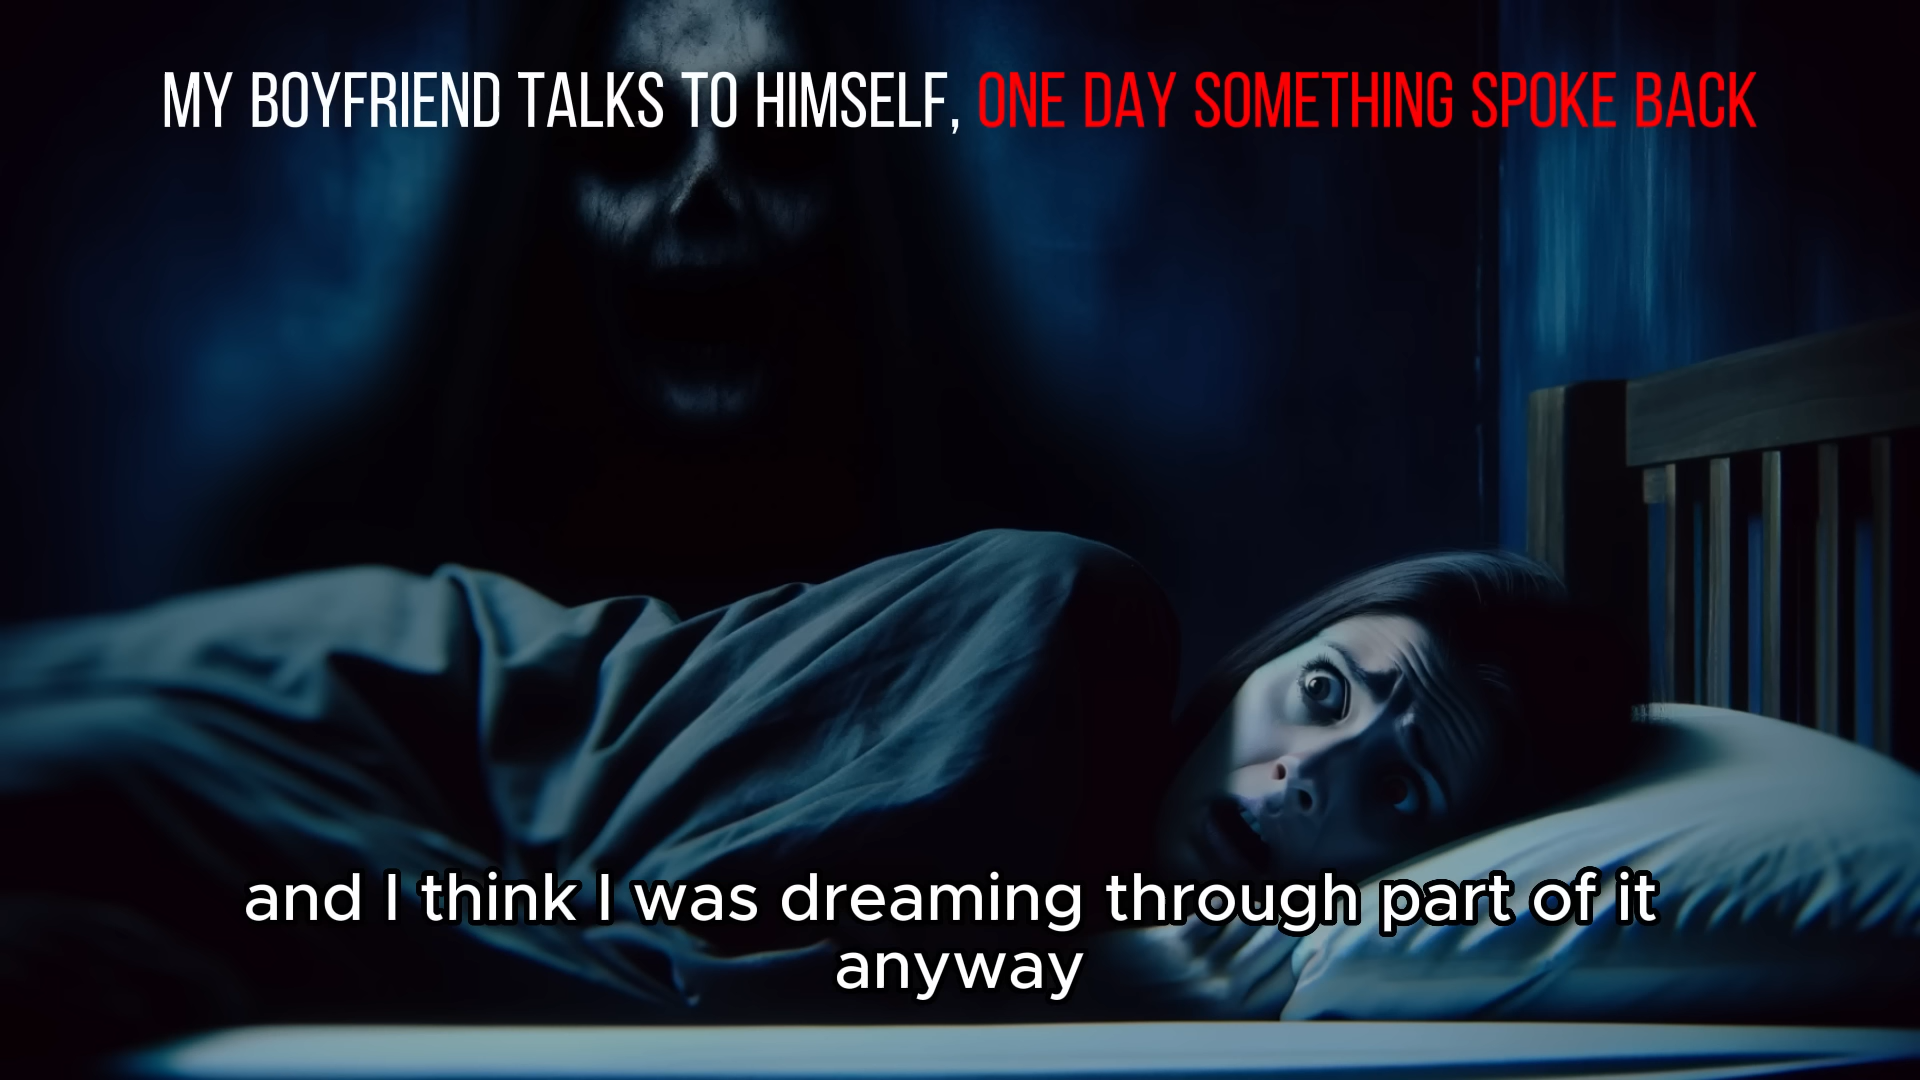 MY BOYFRIEND TALKS TO HIMSELF, ONE DAY SOMETHING SPOKE BACK
and I think I was dreaming through part of it
anyway